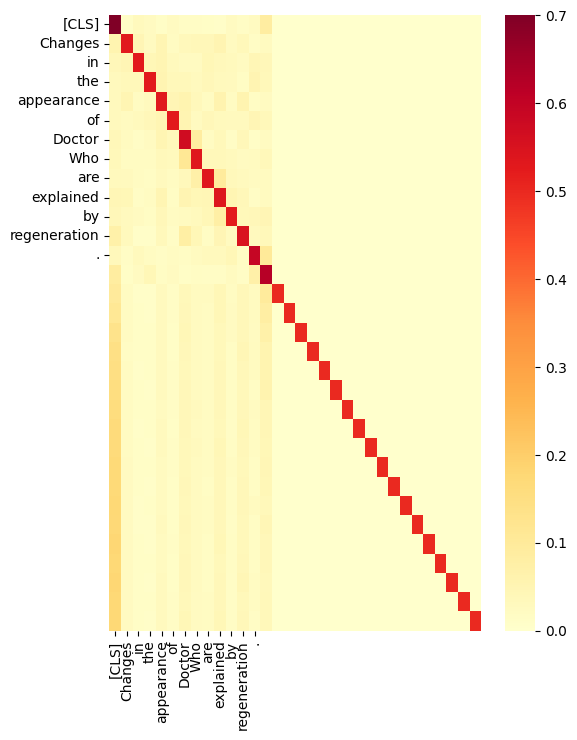 [CLS]
Changes
in
the
appearance
of
Doctor
Who
are
explained
by
regeneration
.
0.7
0.6
0.5
0.4
0.3
0.2
0.1
0.0
[CLS]
Changes
in
the
appearance
of
Doctor
Who
are
explained
by
regeneration
.